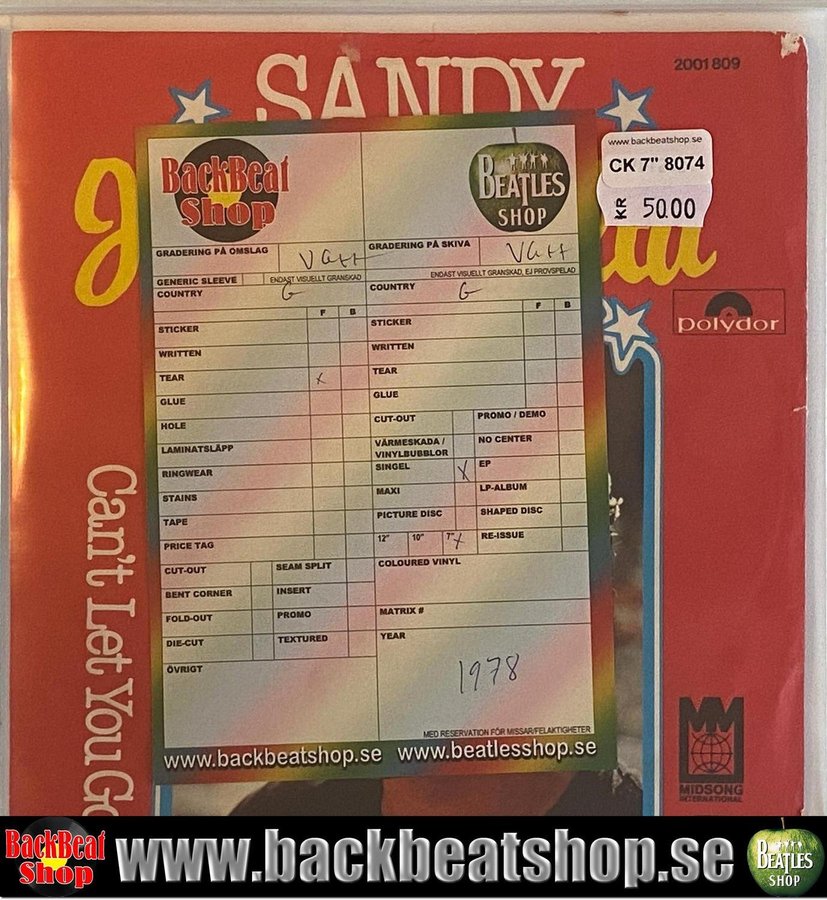 SANDY
2001 809
BackBeat
Shop
BEATLES
SHOP
www.backbeatshop.se
CK 7" 8074
KR 50.00
polydor
GRADERING PÅ OMSLAG VG++
GRADERING PÅ SKIVA VG++
GENERIC SLEEVE ENDAST VISUELLT GRANSKAD
ENDAST VISUELLT GRANSKAD, EJ PROVSPELAD
COUNTRY G
COUNTRY G
F B
F B
STICKER
STICKER
WRITTEN
WRITTEN
TEAR X
TEAR
GLUE
GLUE
HOLE
CUT-OUT
PROMO / DEMO
LAMINATSLÄPP
VÄRMESKADA /
VINYLBUBBLOR
NO CENTER
RINGWEAR
SINGEL X
EP
STAINS
MAXI
LP-ALBUM
TAPE
PICTURE DISC
SHAPED DISC
PRICE TAG
12" 10" 7" X
RE-ISSUE
CUT-OUT
SEAM SPLIT
COLOURED VINYL
BENT CORNER
INSERT
FOLD-OUT
PROMO
MATRIX #
DIE-CUT
TEXTURED
YEAR
ÖVRIGT
1978
MED RESERVATION FÖR MISSAR/FELAKTIGHETER
www.backbeatshop.se www.beatlesshop.se
Can't Let You Go
MIDSONG
INTERNATIONAL
BackBeat
Shop
www.backbeatshop.se
BEATLES
SHOP